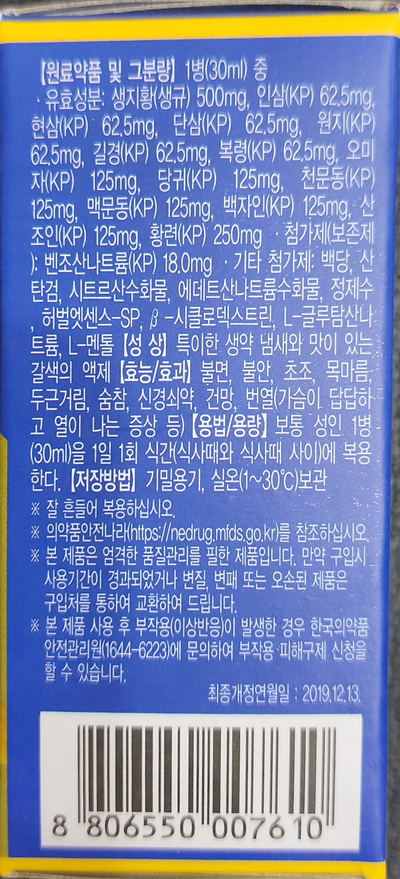 【원료약품 및 그분량】 1병(30ml) 중
· 유효성분: 생지황(생규) 500mg, 인삼(KP) 62.5mg,
현삼(KP) 62.5mg, 단삼(KP) 62.5mg, 원지(KP)
62.5mg, 길경(KP) 62.5mg, 복령(KP) 62.5mg, 오미
자(KP) 125mg, 당귀(KP) 125mg, 천문동(KP)
125mg, 맥문동(KP) 125mg, 백자인(KP) 125mg, 산
조인(KP) 125mg, 황련(KP) 250mg · 첨가제(보존제
): 벤조산나트륨(KP) 18.0mg · 기타 첨가제: 백당, 산
탄검, 시트르산수화물, 에데트산나트륨수화물, 정제수
, 허벌엣센스-SP, β-시클로덱스트린, L-글루탐산나
트륨, L-멘톨 【성 상】 특이한 생약 냄새와 맛이 있는
갈색의 액제 【효능/효과】 불면, 불안, 초조, 목마름,
두근거림, 숨참, 신경쇠약, 건망, 번열(가슴이 답답하
고 열이 나는 증상 등) 【용법/용량】 보통 성인 1병
(30ml)을 1일 1회 식간(식사때와 식사때 사이)에 복용
한다. 【저장방법】 기밀용기, 실온(1~30℃)보관
※ 잘 흔들어 복용하십시오.
※ 의약품안전나라(https://nedrug.mfds.go.kr)를 참조하십시오.
※ 본 제품은 엄격한 품질관리를 필한 제품입니다. 만약 구입시
사용기간이 경과되었거나 변질, 변패 또는 오손된 제품은
구입처를 통하여 교환하여 드립니다.
※ 본 제품 사용 후 부작용(이상반응)이 발생한 경우 한국의약품
안전관리원(1644-6223)에 문의하여 부작용·피해구제 신청을
할 수 있습니다.
최종개정연월일 : 2019.12.13.
8 806550 007610